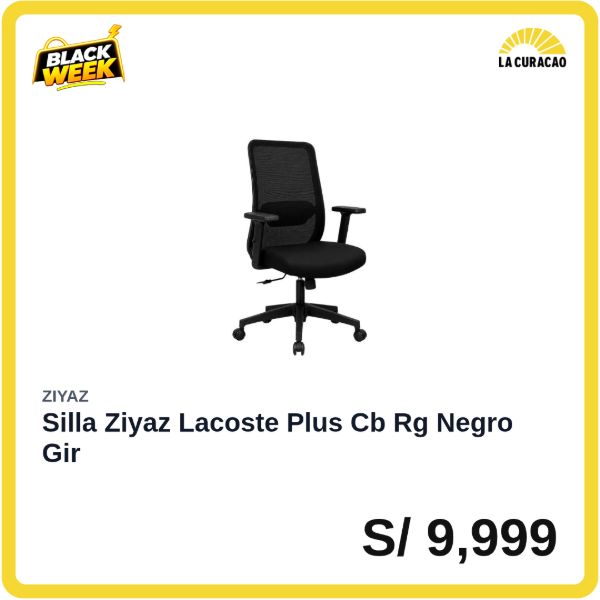 BLACK
WEEK
LA CURACAO
ZIYAZ
Silla Ziyaz Lacoste Plus Cb Rg Negro
Gir
S/ 9,999